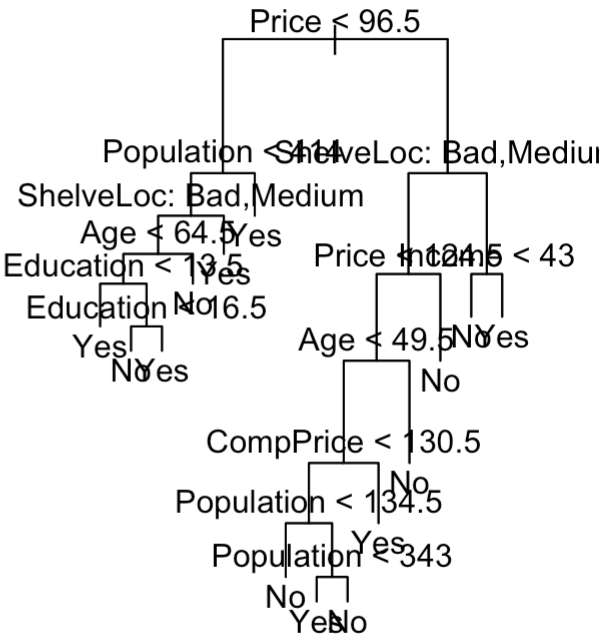 Price < 96.5
Population < 414
ShelveLoc: Bad,Mediu
ShelveLoc: Bad,Medium
Age < 64.5
Yes
Price < 124.5
Income < 43
Education < 13.5
Yes
Education < 16.5
No
Age < 49.5
No
Yes
Yes
No
Yes
No
CompPrice < 130.5
No
Population < 134.5
Yes
Population < 343
No
Yes
No